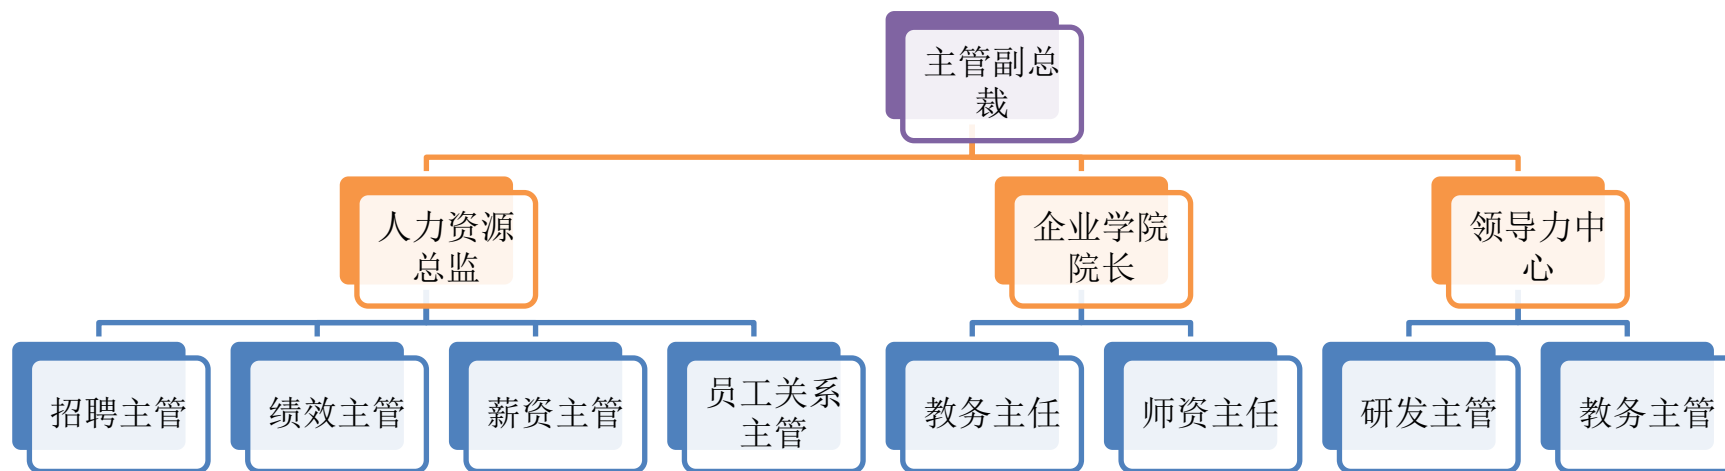 主管副总
裁
人力资源
总监
企业学院
院长
领导力中
心
招聘主管
绩效主管
薪资主管
员工关系
主管
教务主任
师资主任
研发主管
教务主管